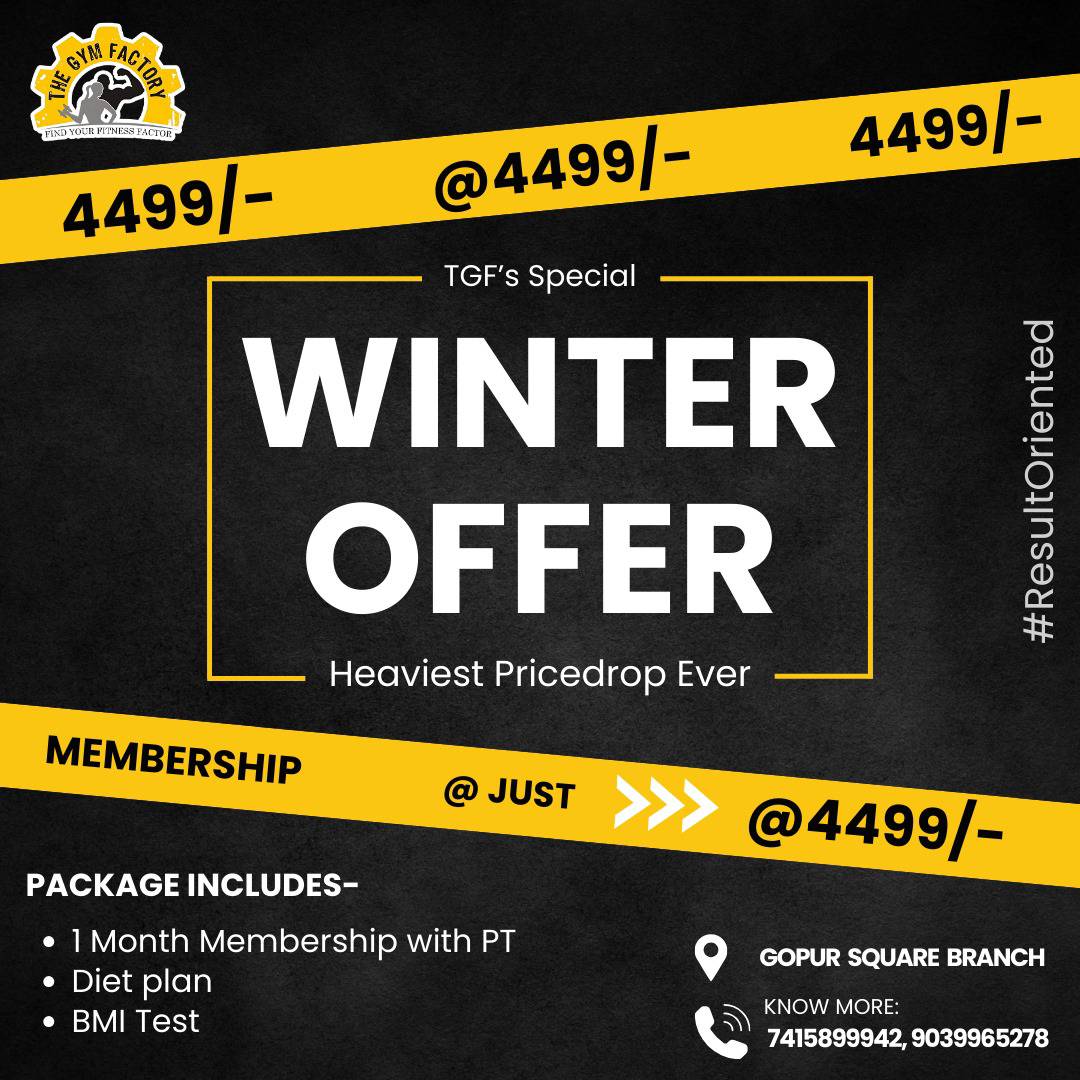 THE GYM FACTORY
FIND YOUR FITNESS FACTOR
4499/-
@4499/-
4499/-
TGF's Special
WINTER
OFFER
Heaviest Pricedrop Ever
#ResultOriented
MEMBERSHIP
@ JUST
@4499/-
PACKAGE INCLUDES-
• 1 Month Membership with PT
• Diet plan
• BMI Test
GOPUR SQUARE BRANCH
KNOW MORE:
7415899942, 9039965278